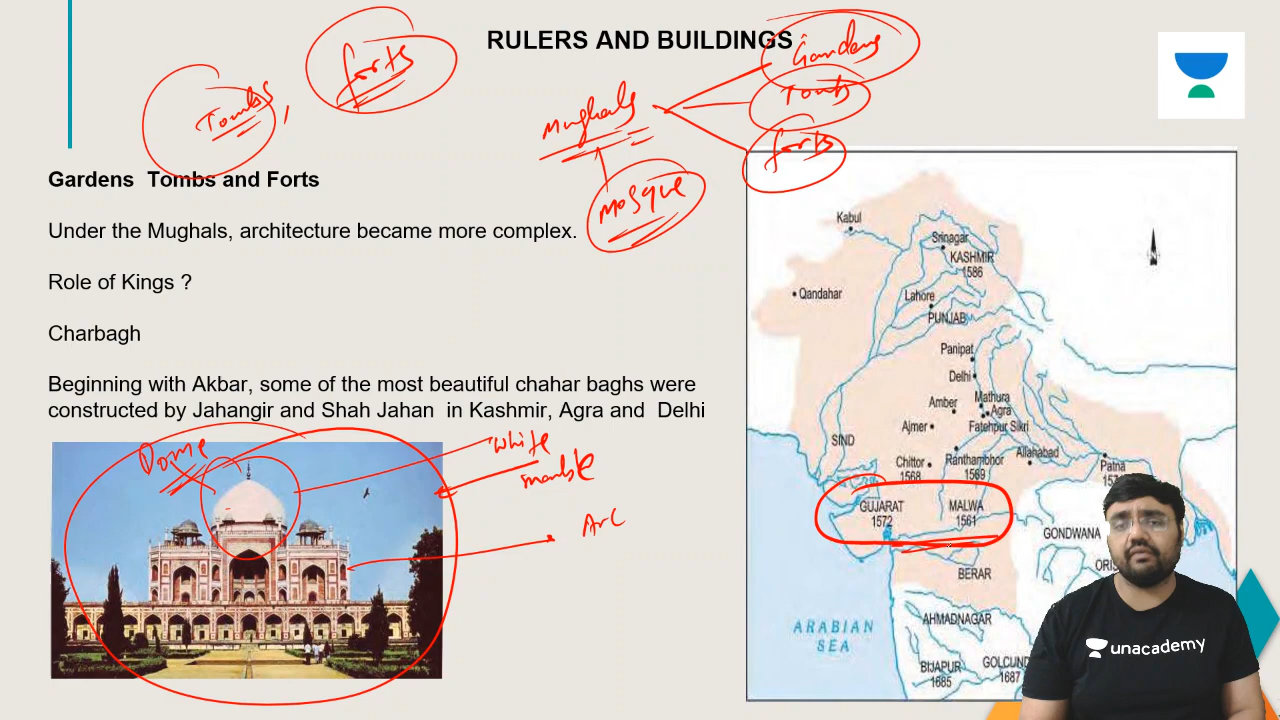 RULERS AND BUILDINGS
Tombs,
forts
Mughals
Gardens
Tomb
forts
Mosque
Gardens Tombs and Forts
Under the Mughals, architecture became more complex.
Role of Kings ?
Charbagh
Beginning with Akbar, some of the most beautiful chahar baghs were
constructed by Jahangir and Shah Jahan in Kashmir, Agra and Delhi
Dome
white
marble
Arc
Kabul
Srinagar
KASHMIR
1586
N
Qandahar
Lahore
PUNJAB
Panipat
Delhi
Mathura
Amber
Agra
Ajmer
Fatehpur Sikri
SIND
Chittor
1568
Ranthambhor
1569
Allahabad
Patna
GUJARAT
1572
MALWA
1561
GONDWANA
BERAR
AHMADNAGAR
ARABIAN
SEA
BIJAPUR
1685
GOLCUND
1687
unacademy